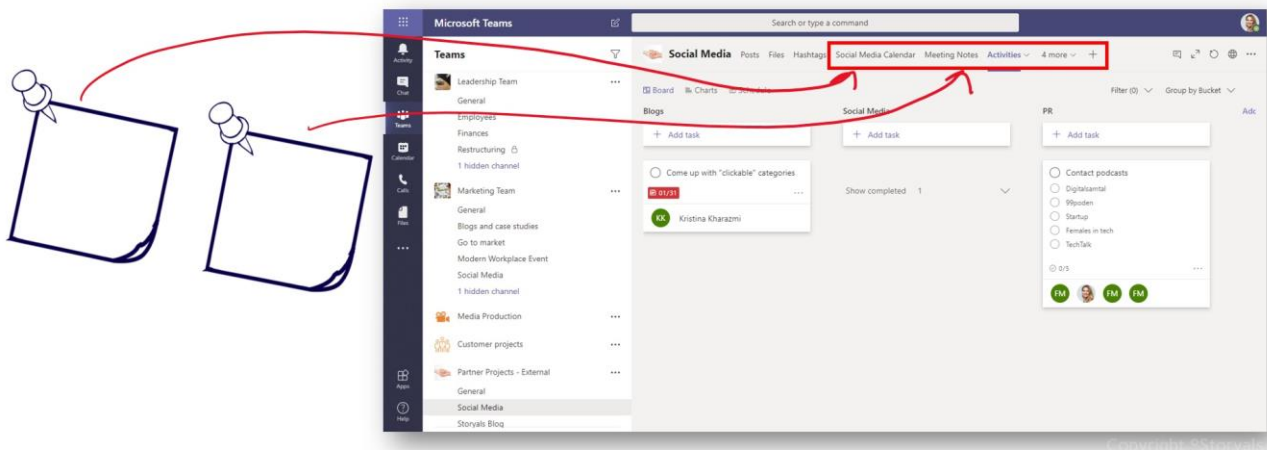 Microsoft Teams
Search or type a command
Activity
Chat
Teams
Calendar
Calls
Files
Apps
Help
Teams
Leadership Team
General
Employees
Finances
Restructuring
1 hidden channel
Marketing Team
General
Blogs and case studies
Go to market
Modern Workplace Event
Social Media
1 hidden channel
Media Production
Customer projects
Partner Projects - External
General
Social Media
Storyals Blog
Social Media Posts Files Hashtags Social Media Calendar Meeting Notes Activities 4 more +
Board Charts Schedule Filter (0) Group by Bucket
Blogs
+ Add task
Come up with "clickable" categories
01/31
KK Kristina Kharazmi
Social Media
+ Add task
Show completed 1
PR
+ Add task
Contact podcasts
Digitalsamtal
99poden
Startup
Females in tech
TechTalk
0/5
FM FM FM
Adc
Copyright ©Storyals